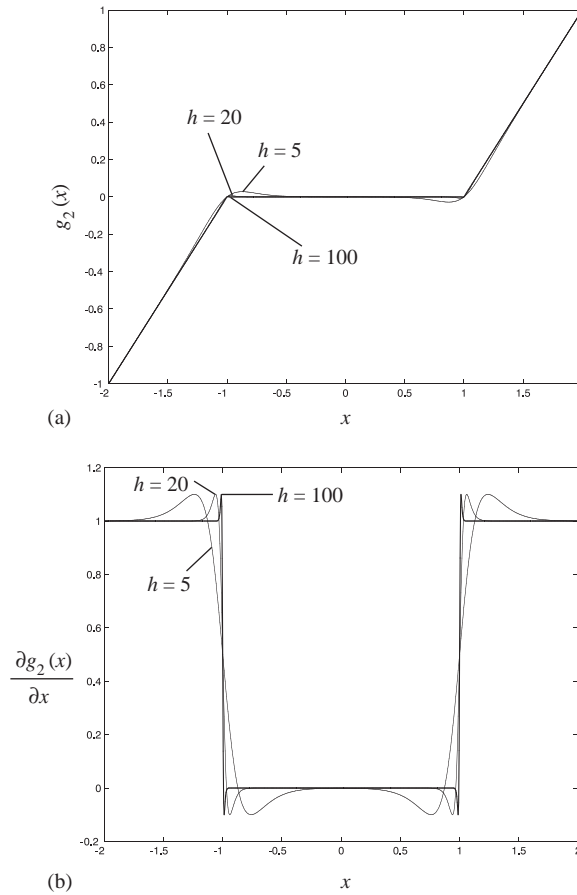 1
0.8
0.6
0.4
0.2
0
-0.2
-0.4
-0.6
-0.8
-1
g2(x)
h = 20
h = 5
h = 100
-2 -1.5 -1 -0.5 0 0.5 1 1.5
(a) x
1.2
1
0.8
0.6
0.4
0.2
0
-0.2
∂g2(x)
∂x
h = 20
h = 100
h = 5
-2 -1.5 -1 -0.5 0 0.5 1 1.5 2
(b) x